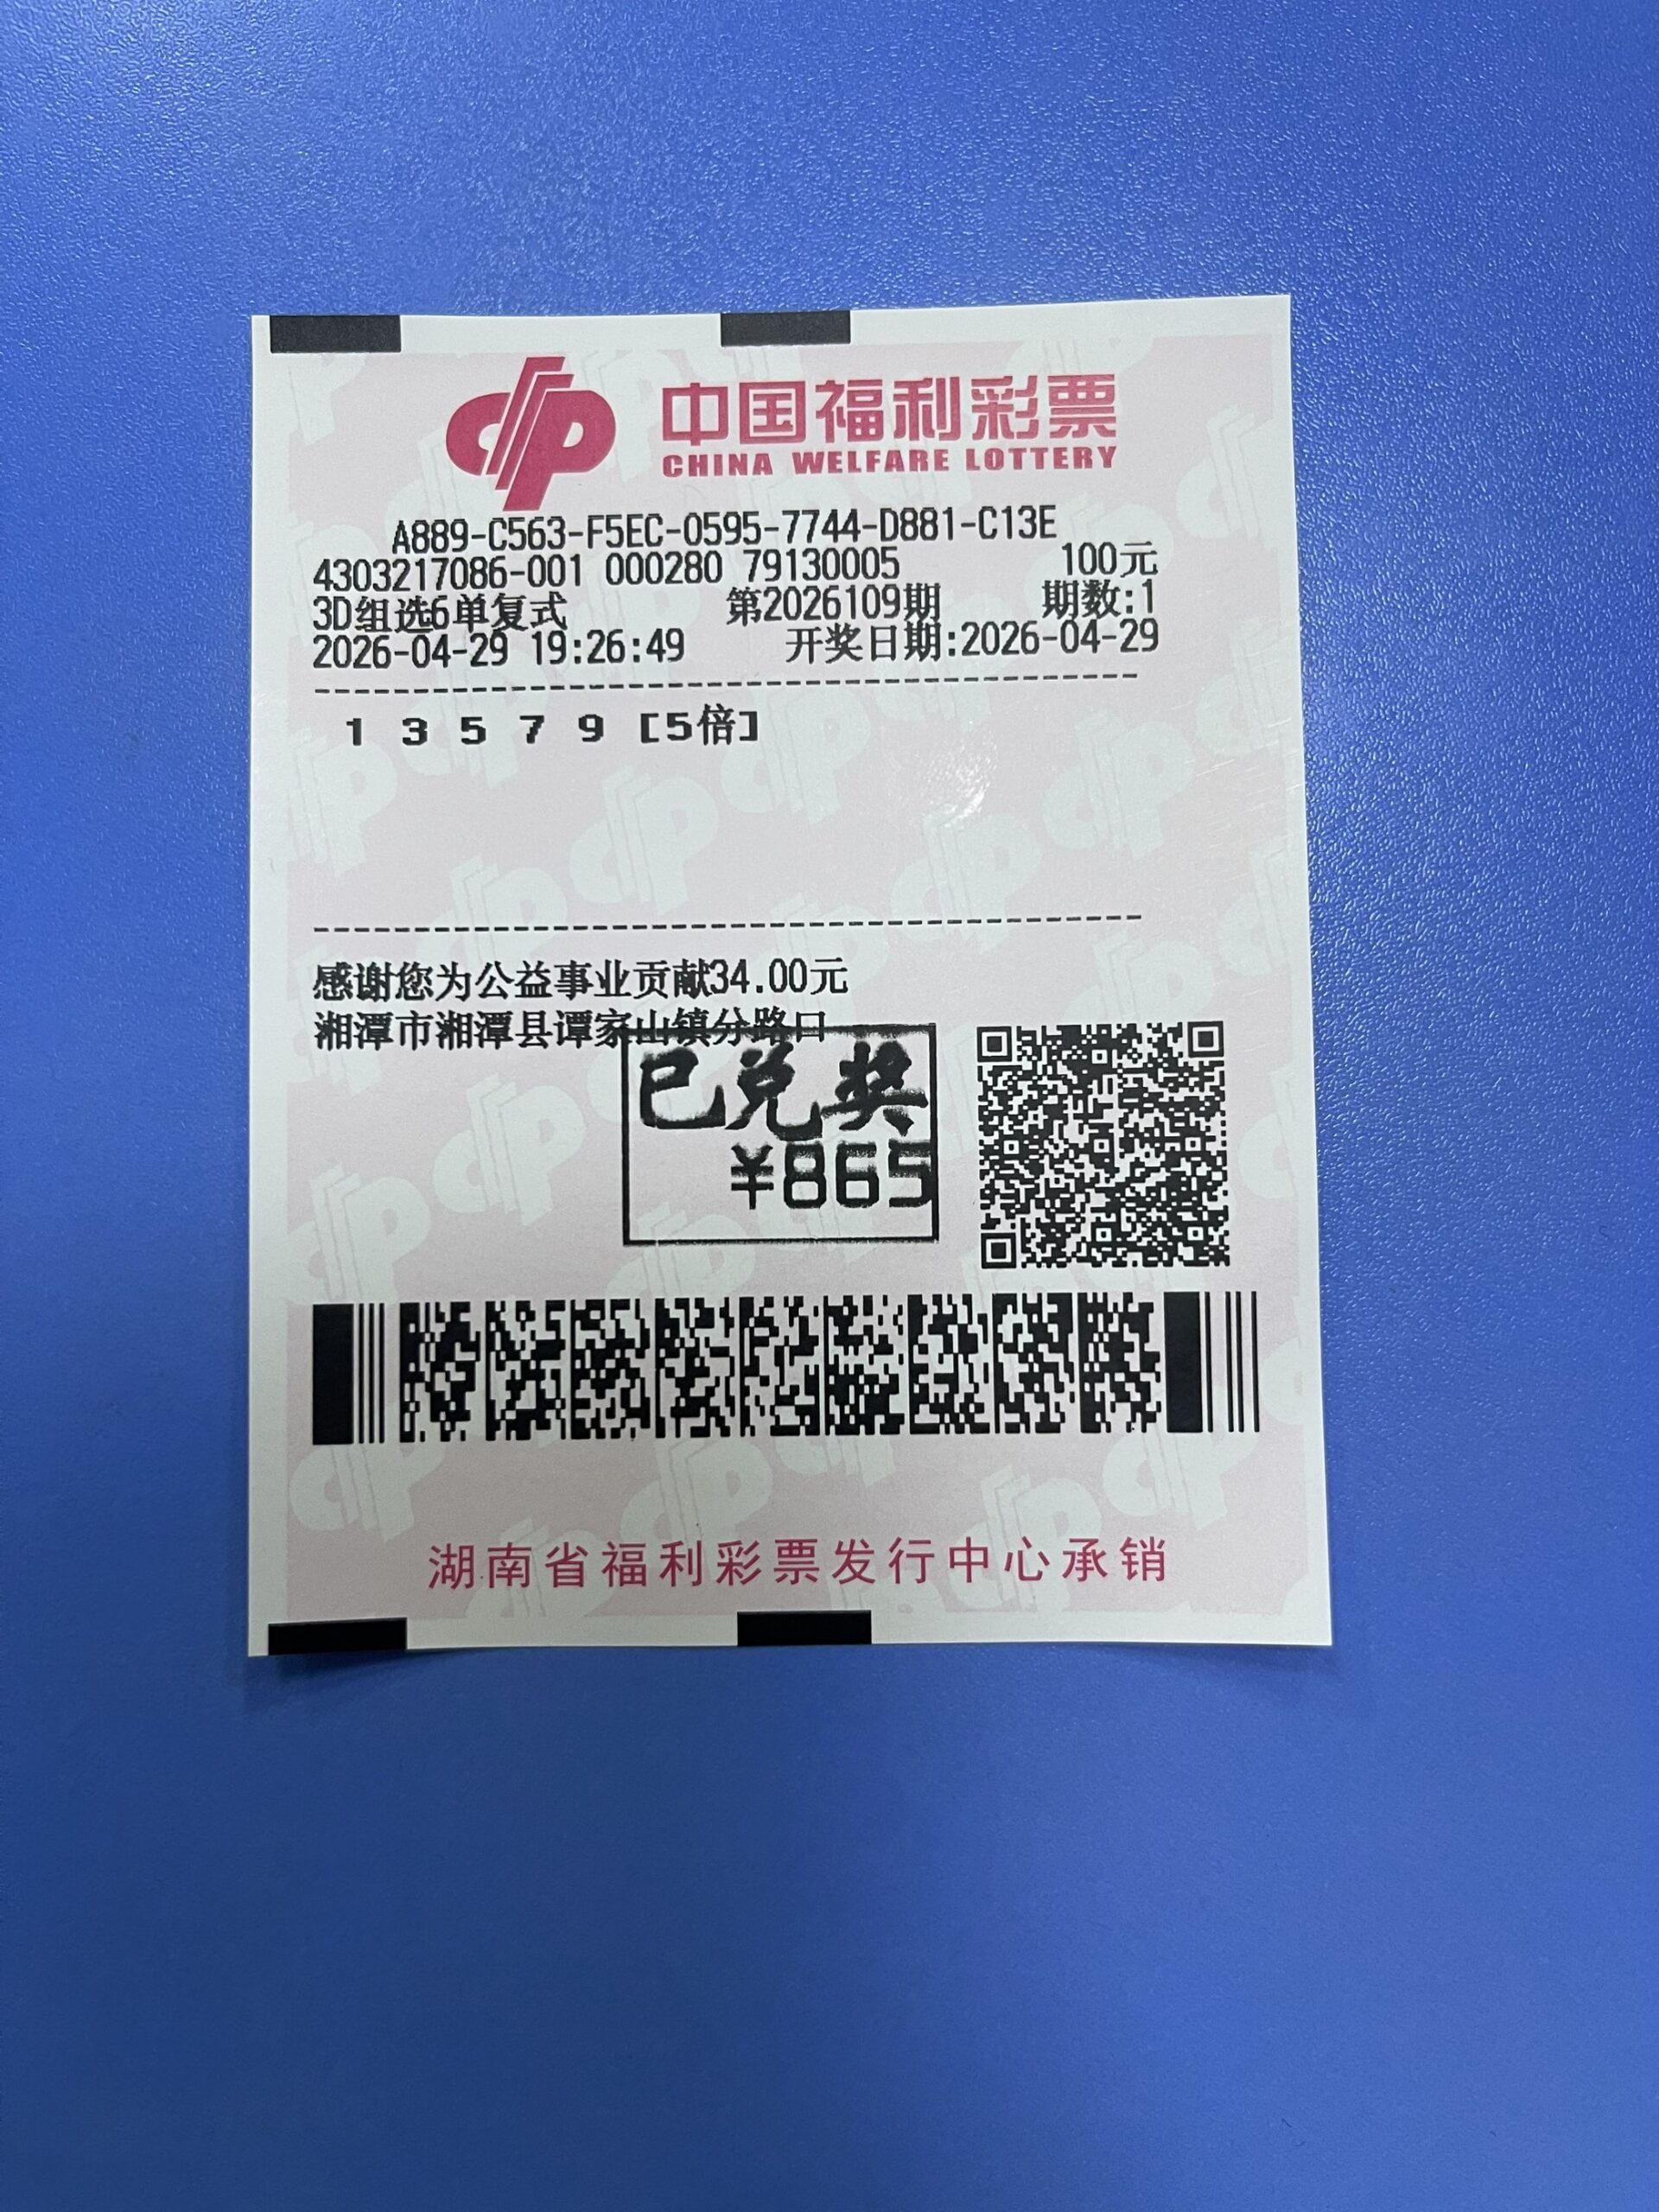 中国福利彩票
CHINA WELFARE LOTTERY
A889-C563-F5EC-0595-7744-D881-C13E
4303217086-001 000280 79130005 100元
3D组选6单复式 第2026109期 期数:1
2026-04-29 19:26:49 开奖日期:2026-04-29
1 3 5 7 9 [5倍]
感谢您为公益事业贡献34.00元
湘潭市湘潭县谭家山镇分路口
已兑奖
¥865
湖南省福利彩票发行中心承销